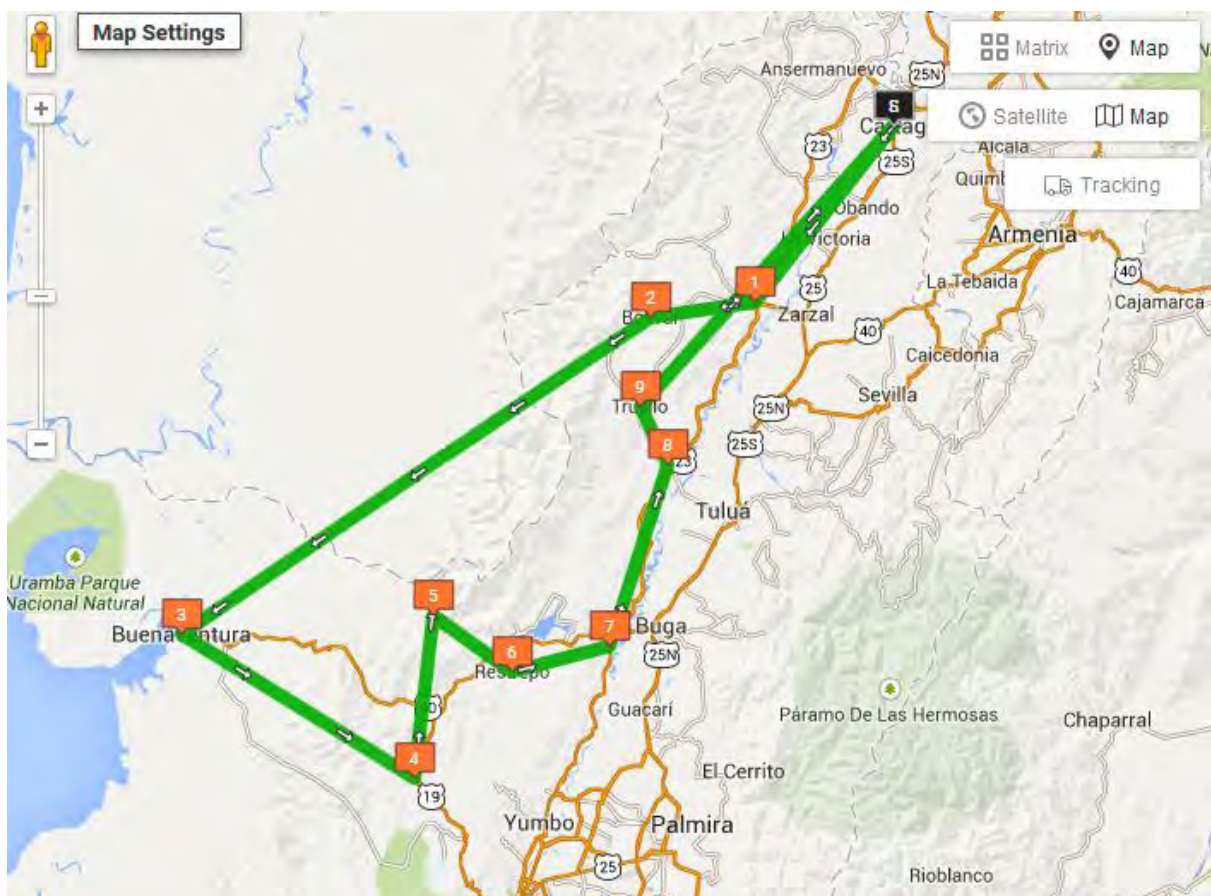 Map Settings
Matrix
Map
Satellite
Map
Tracking
Ansermanuevo
25N
S
23
25S
Alcala
Obando
Victoria
Armenia
La Tebaida
40
Cajamarca
25
Zarzal
40
Caicedonia
Sevilla
1
2
9
8
23
25N
25S
Tuluá
Uramba Parque
Nacional Natural
3
Buenaventura
5
7
Buga
6
25N
Guacarí
Páramo De Las Hermosas
Chaparral
4
19
El Cerrito
Yumbo
Palmira
25
Rioblanco